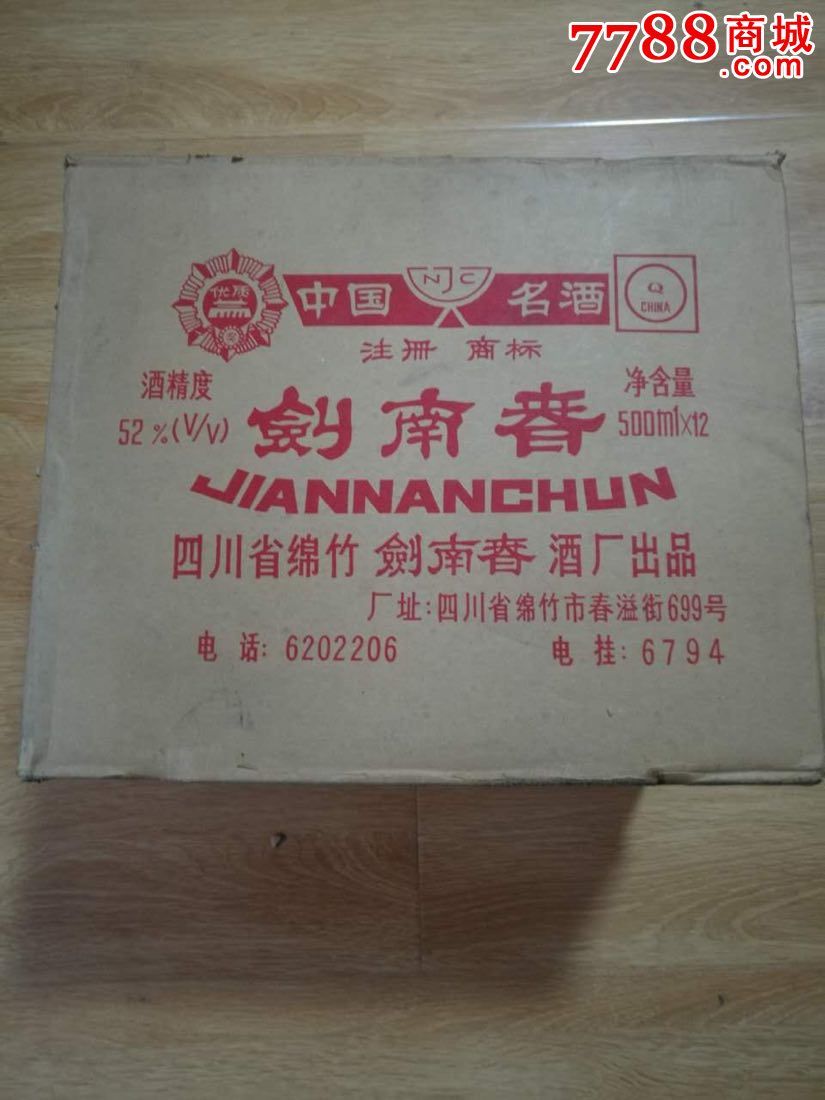 7788商城
.com
优质
奖
中国 NJC 名酒
Q
CHINA
注册 商标
酒精度
52%(V/V)
劍南春
净含量
500ml×12
JIANNANCHUN
四川省绵竹劍南春酒厂出品
厂址:四川省绵竹市春溢街699号
电话:6202206 电挂:6794